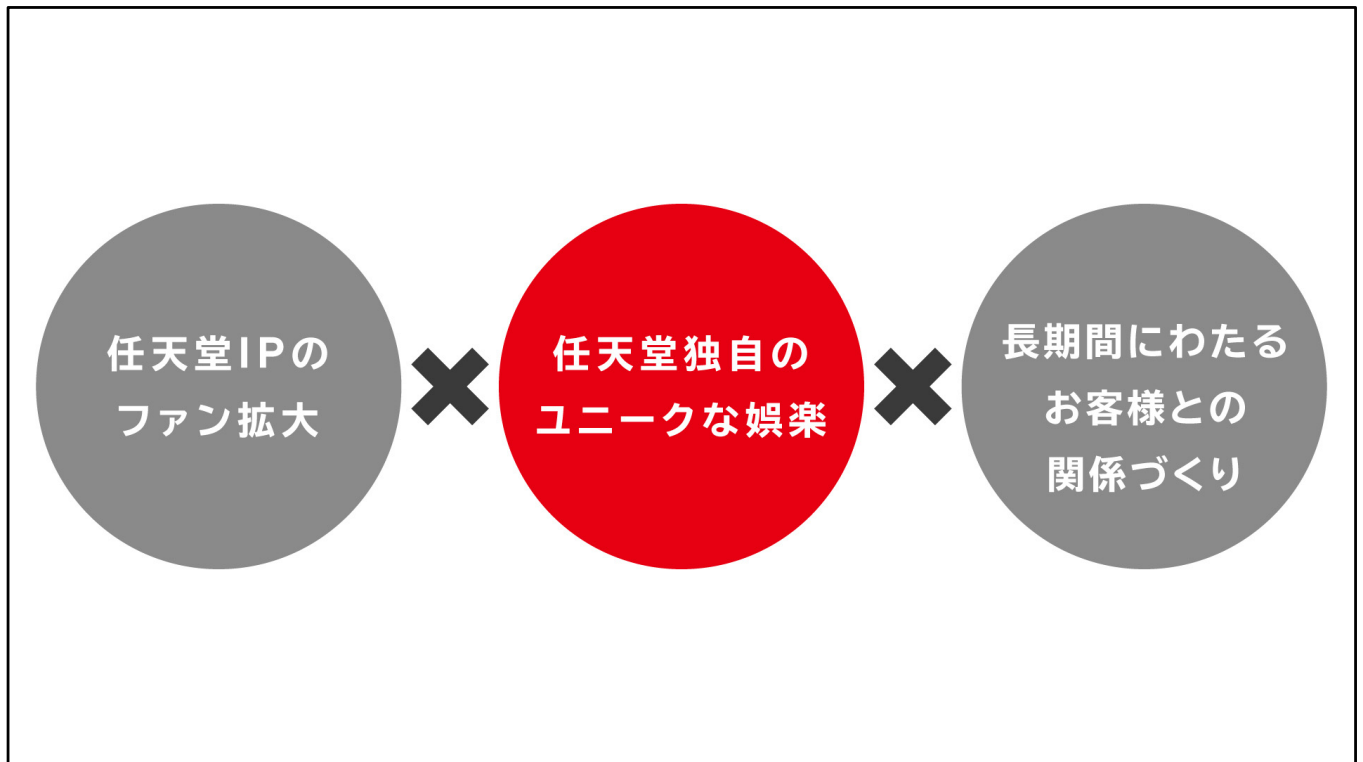 任天堂IPの
ファン拡大
任天堂独自の
ユニークな娯楽
長期間にわたる
お客様との
関係づくり